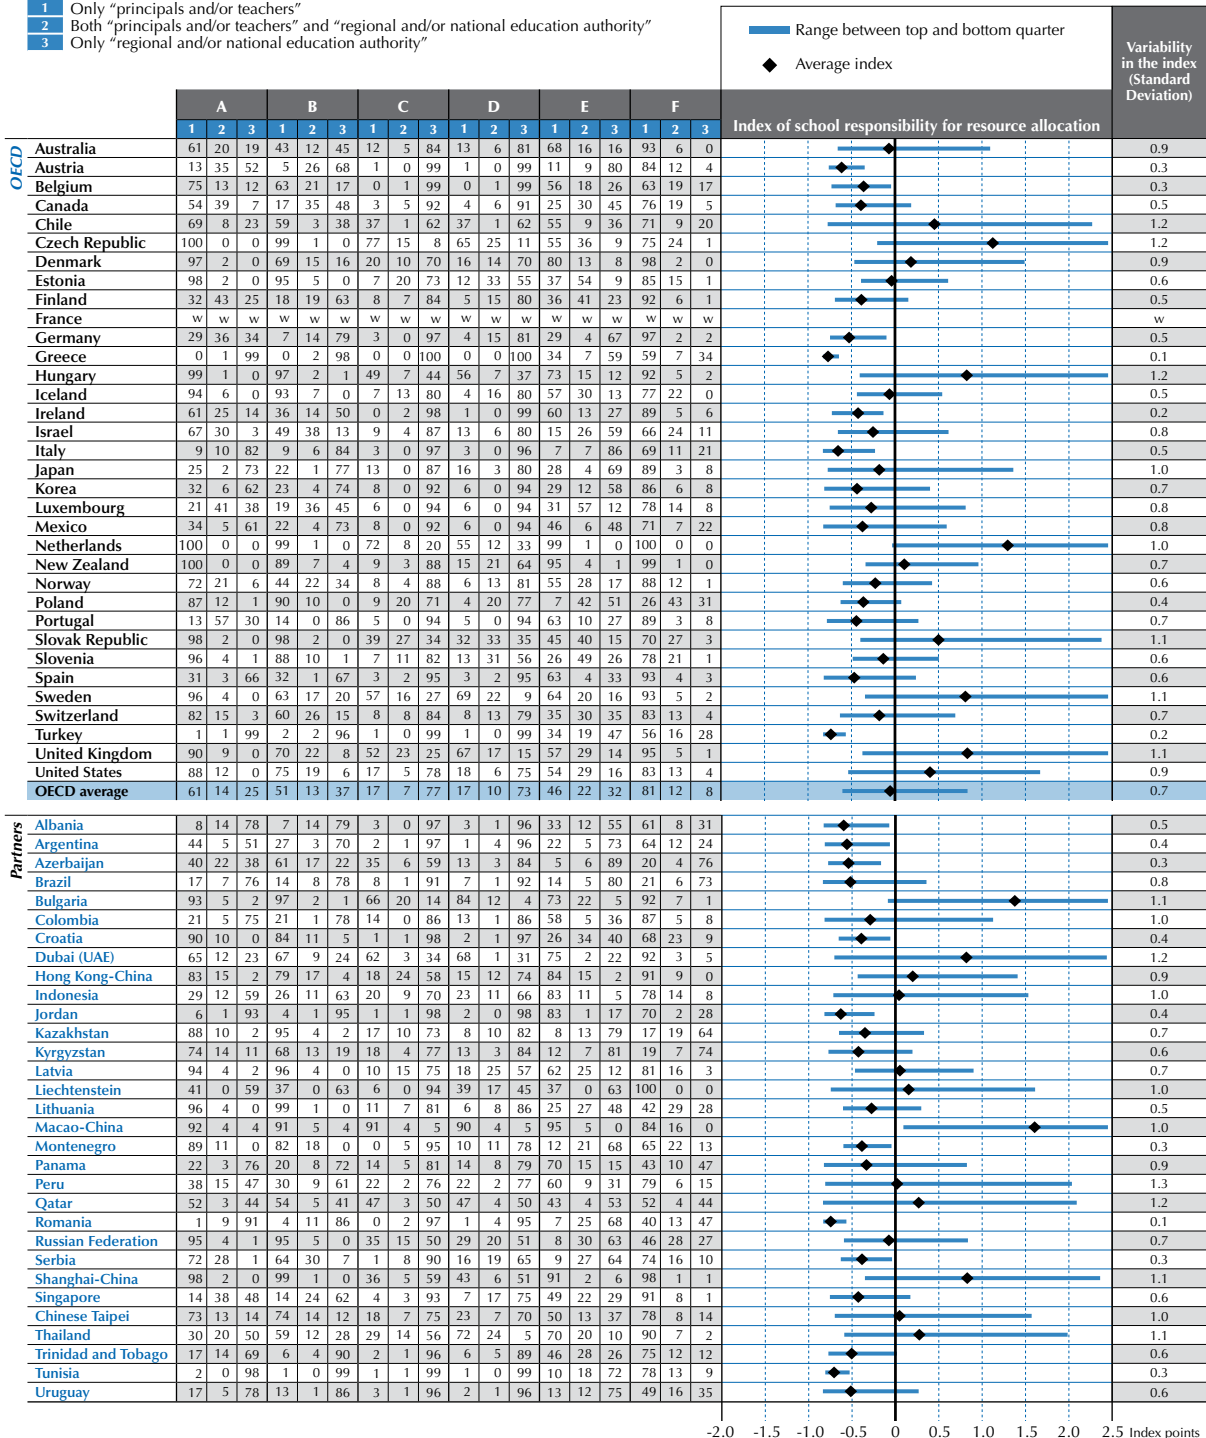 1 Only “principals and/or teachers”
2 Both “principals and/or teachers” and “regional and/or national education authority”
3 Only “regional and/or national education authority”
Range between top and bottom quarter
Average index
Variability in the index (Standard Deviation)
A B C D E F
1 2 3 1 2 3 1 2 3 1 2 3 1 2 3 1 2 3 Index of school responsibility for resource allocation
OECD
Australia 61 20 19 43 12 45 12 5 84 13 6 81 68 16 16 93 6 0 0.9
Austria 13 35 52 5 26 68 1 0 99 1 0 99 11 9 80 84 12 4 0.3
Belgium 75 13 12 63 21 17 0 1 99 0 1 99 56 18 26 63 19 17 0.3
Canada 54 39 7 17 35 48 3 5 92 4 6 91 25 30 45 76 19 5 0.5
Chile 69 8 23 59 3 38 37 1 62 37 1 62 55 9 36 71 9 20 1.2
Czech Republic 100 0 0 99 1 0 77 15 8 65 25 11 55 36 9 75 24 1 1.2
Denmark 97 2 0 69 15 16 20 10 70 16 14 70 80 13 8 98 2 0 0.9
Estonia 98 2 0 95 5 0 7 20 73 12 33 55 37 54 9 85 15 1 0.6
Finland 32 43 25 18 19 63 8 7 84 5 15 80 36 41 23 92 6 1 0.5
France w w w w w w w w w w w w w w w w w w w
Germany 29 36 34 7 14 79 3 0 97 4 15 81 29 4 67 97 2 2 0.5
Greece 0 1 99 0 2 98 0 0 100 0 0 100 34 7 59 59 7 34 0.1
Hungary 99 1 0 97 2 1 49 7 44 56 7 37 73 15 12 92 5 2 1.2
Iceland 94 6 0 93 7 0 7 13 80 4 16 80 57 30 13 77 22 0 0.5
Ireland 61 25 14 36 14 50 0 2 98 1 0 99 60 13 27 89 5 6 0.2
Israel 67 30 3 49 38 13 9 4 87 13 6 80 15 26 59 66 24 11 0.8
Italy 9 10 82 9 6 84 3 0 97 3 0 96 7 7 86 69 11 21 0.5
Japan 25 2 73 22 1 77 13 0 87 16 3 80 28 4 69 89 3 8 1.0
Korea 32 6 62 23 4 74 8 0 92 6 0 94 29 12 58 86 6 8 0.7
Luxembourg 21 41 38 19 36 45 6 0 94 6 0 94 31 57 12 78 14 8 0.8
Mexico 34 5 61 22 4 73 8 0 92 6 0 94 46 6 48 71 7 22 0.8
Netherlands 100 0 0 99 1 0 72 8 20 55 12 33 99 1 0 100 0 0 1.0
New Zealand 100 0 0 89 7 4 9 3 88 15 21 64 95 4 1 99 1 0 0.7
Norway 72 21 6 44 22 34 8 4 88 6 13 81 55 28 17 88 12 1 0.6
Poland 87 12 1 90 10 0 9 20 71 4 20 77 7 42 51 26 43 31 0.4
Portugal 13 57 30 14 0 86 5 0 94 5 0 94 63 10 27 89 3 8 0.7
Slovak Republic 98 2 0 98 2 0 39 27 34 32 33 35 45 40 15 70 27 3 1.1
Slovenia 96 4 1 88 10 1 7 11 82 13 31 56 26 49 26 78 21 1 0.6
Spain 31 3 66 32 1 67 3 2 95 3 2 95 63 4 33 93 4 3 0.6
Sweden 96 4 0 63 17 20 57 16 27 69 22 9 64 20 16 93 5 2 1.1
Switzerland 82 15 3 60 26 15 8 8 84 8 13 79 35 30 35 83 13 4 0.7
Turkey 1 1 99 2 2 96 1 0 99 1 0 99 34 19 47 56 16 28 0.2
United Kingdom 90 9 0 70 22 8 52 23 25 67 17 15 57 29 14 95 5 1 1.1
United States 88 12 0 75 19 6 17 5 78 18 6 75 54 29 16 83 13 4 0.9
OECD average 61 14 25 51 13 37 17 7 77 17 10 73 46 22 32 81 12 8 0.7
Partners
Albania 8 14 78 7 14 79 3 0 97 3 1 96 33 12 55 61 8 31 0.5
Argentina 44 5 51 27 3 70 2 1 97 1 4 96 22 5 73 64 12 24 0.4
Azerbaijan 40 22 38 61 17 22 35 6 59 13 3 84 5 6 89 20 4 76 0.3
Brazil 17 7 76 14 8 78 8 1 91 7 1 92 14 5 80 21 6 73 0.8
Bulgaria 93 5 2 97 2 1 66 20 14 84 12 4 73 22 5 92 7 1 1.1
Colombia 21 5 75 21 1 78 14 0 86 13 1 86 58 5 36 87 5 8 1.0
Croatia 90 10 0 84 11 5 1 1 98 2 1 97 26 34 40 68 23 9 0.4
Dubai (UAE) 65 12 23 67 9 24 62 3 34 68 1 31 75 2 22 92 3 5 1.2
Hong Kong-China 83 15 2 79 17 4 18 24 58 15 12 74 84 15 2 91 9 0 0.9
Indonesia 29 12 59 26 11 63 20 9 70 23 11 66 83 11 5 78 14 8 1.0
Jordan 6 1 93 4 1 95 1 1 98 2 0 98 83 1 17 70 2 28 0.4
Kazakhstan 88 10 2 95 4 2 17 10 73 8 10 82 8 13 79 17 19 64 0.7
Kyrgyzstan 74 14 11 68 13 19 18 4 77 13 3 84 12 7 81 19 7 74 0.6
Latvia 94 4 2 96 4 0 10 15 75 18 25 57 62 25 12 81 16 3 0.7
Liechtenstein 41 0 59 37 0 63 6 0 94 39 17 45 37 0 63 100 0 0 1.0
Lithuania 96 4 0 99 1 0 11 7 81 6 8 86 25 27 48 42 29 28 0.5
Macao-China 92 4 4 91 5 4 91 4 5 90 4 5 95 5 0 84 16 0 1.0
Montenegro 89 11 0 82 18 0 0 5 95 10 11 78 12 21 68 65 22 13 0.3
Panama 22 3 76 20 8 72 14 5 81 14 8 79 70 15 15 43 10 47 0.9
Peru 38 15 47 30 9 61 22 2 76 22 2 77 60 9 31 79 6 15 1.3
Qatar 52 3 44 54 5 41 47 3 50 47 4 50 43 4 53 52 4 44 1.2
Romania 1 9 91 4 11 86 0 2 97 1 4 95 7 25 68 40 13 47 0.1
Russian Federation 95 4 1 95 5 0 35 15 50 29 20 51 8 30 63 46 28 27 0.7
Serbia 72 28 1 64 30 7 1 8 90 16 19 65 9 27 64 74 16 10 0.3
Shanghai-China 98 2 0 99 1 0 36 5 59 43 6 51 91 2 6 98 1 1 1.1
Singapore 14 38 48 14 24 62 4 3 93 7 17 75 49 22 29 91 8 1 0.6
Chinese Taipei 73 13 14 74 14 12 18 7 75 23 7 70 50 13 37 78 8 14 1.0
Thailand 30 20 50 59 12 28 29 14 56 72 24 5 70 20 10 90 7 2 1.1
Trinidad and Tobago 17 14 69 6 4 90 2 1 96 6 5 89 46 28 26 75 12 12 0.6
Tunisia 2 0 98 1 0 99 1 1 99 1 0 99 10 18 72 78 13 9 0.3
Uruguay 17 5 78 13 1 86 3 1 96 2 1 96 13 12 75 49 16 35 0.6
-2.0 -1.5 -1.0 -0.5 0 0.5 1.0 1.5 2.0 2.5 Index points